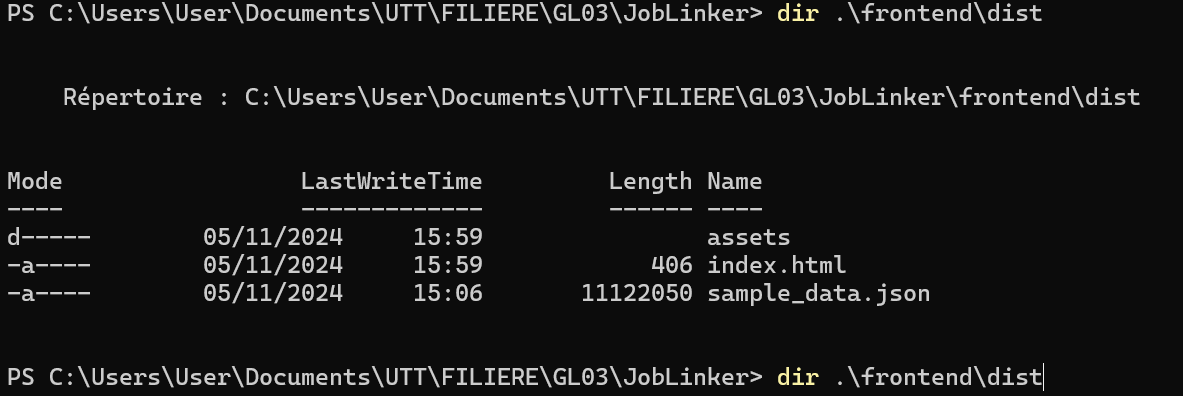 PS C:\Users\User\Documents\UTT\FILIERE\GL03\JobLinker> dir .\frontend\dist
Répertoire : C:\Users\User\Documents\UTT\FILIERE\GL03\JobLinker\frontend\dist
Mode LastWriteTime Length Name
---- ------------- ------ ----
d----- 05/11/2024 15:59 assets
-a---- 05/11/2024 15:59 406 index.html
-a---- 05/11/2024 15:06 11122050 sample_data.json
PS C:\Users\User\Documents\UTT\FILIERE\GL03\JobLinker> dir .\frontend\dist